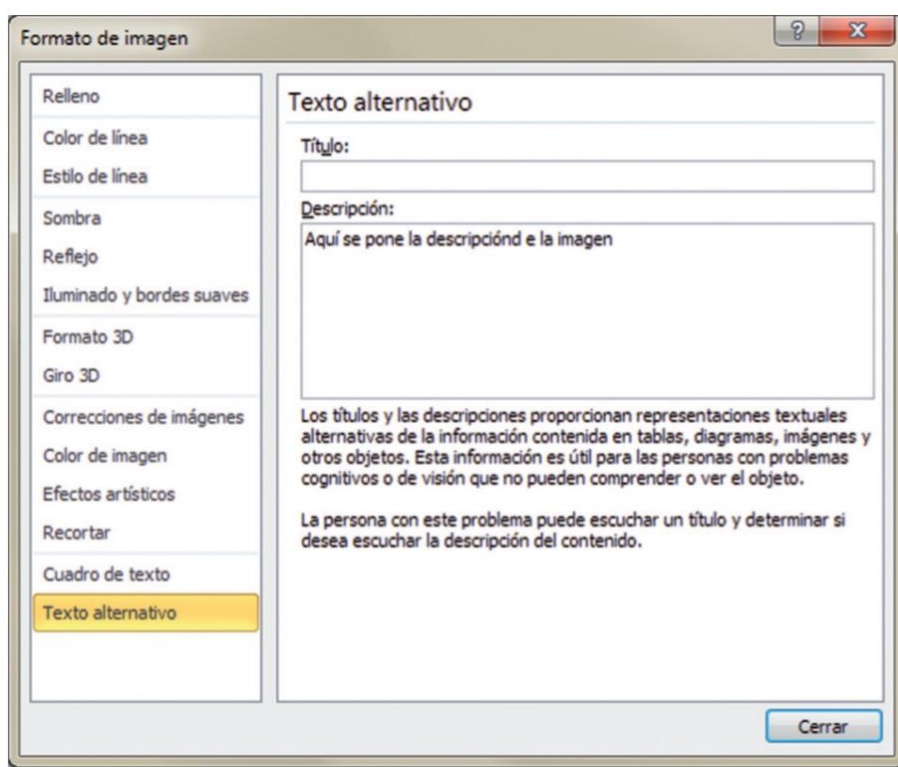 Formato de imagen
Relleno
Color de línea
Estilo de línea
Sombra
Reflejo
Iluminado y bordes suaves
Formato 3D
Giro 3D
Correcciones de imágenes
Color de imagen
Efectos artísticos
Recortar
Cuadro de texto
Texto alternativo
Texto alternativo
Título:
Descripción:
Aquí se pone la descripciónd e la imagen
Los títulos y las descripciones proporcionan representaciones textuales
alternativas de la información contenida en tablas, diagramas, imágenes y
otros objetos. Esta información es útil para las personas con problemas
cognitivos o de visión que no pueden comprender o ver el objeto.
La persona con este problema puede escuchar un título y determinar si
desea escuchar la descripción del contenido.
Cerrar